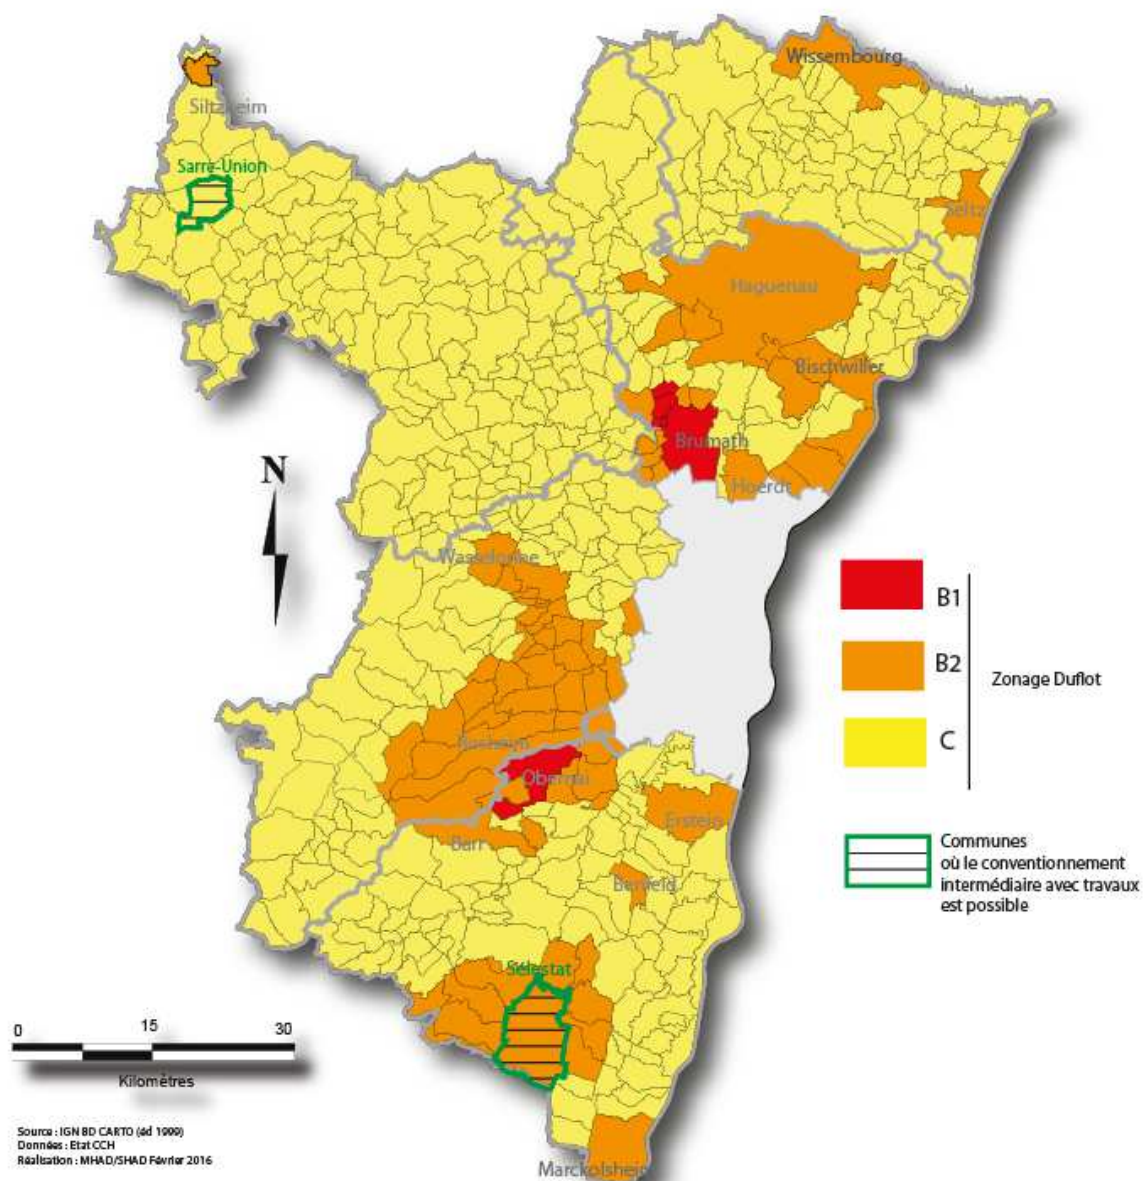 Wissembourg
Siltzheim
Sarre-Union
Seltz
Haguenau
Bischwiller
Brumath
Hoerdt
N
Wasselonne
B1
B2
Zonage Duflot
C
Rosheim
Obernai
Erstein
Barr
Benfeld
Communes
où le conventionnement
intermédiaire avec travaux
est possible
Sélestat
0 15 30
Kilomètres
Source : IGN BD CARTO (éd 1999)
Données : Etat CCH
Réalisation : MHAD/SHAD Février 2016
Marckolsheim